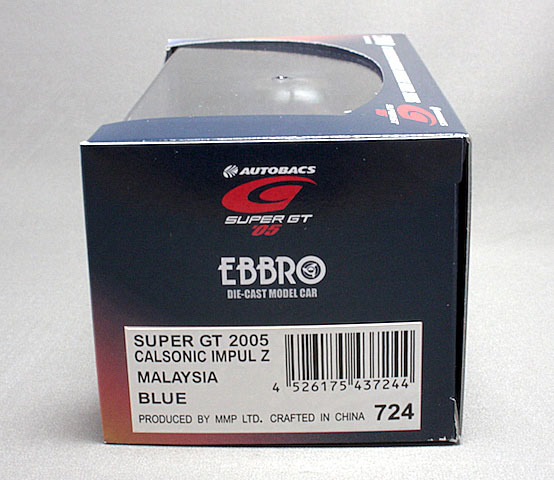 AUTOBACS
SUPER GT
'05
EBBRO
DIE-CAST MODEL CAR
SUPER GT 2005
CALSONIC IMPUL Z
MALAYSIA
BLUE
4 526175 437244
PRODUCED BY MMP LTD. CRAFTED IN CHINA 724